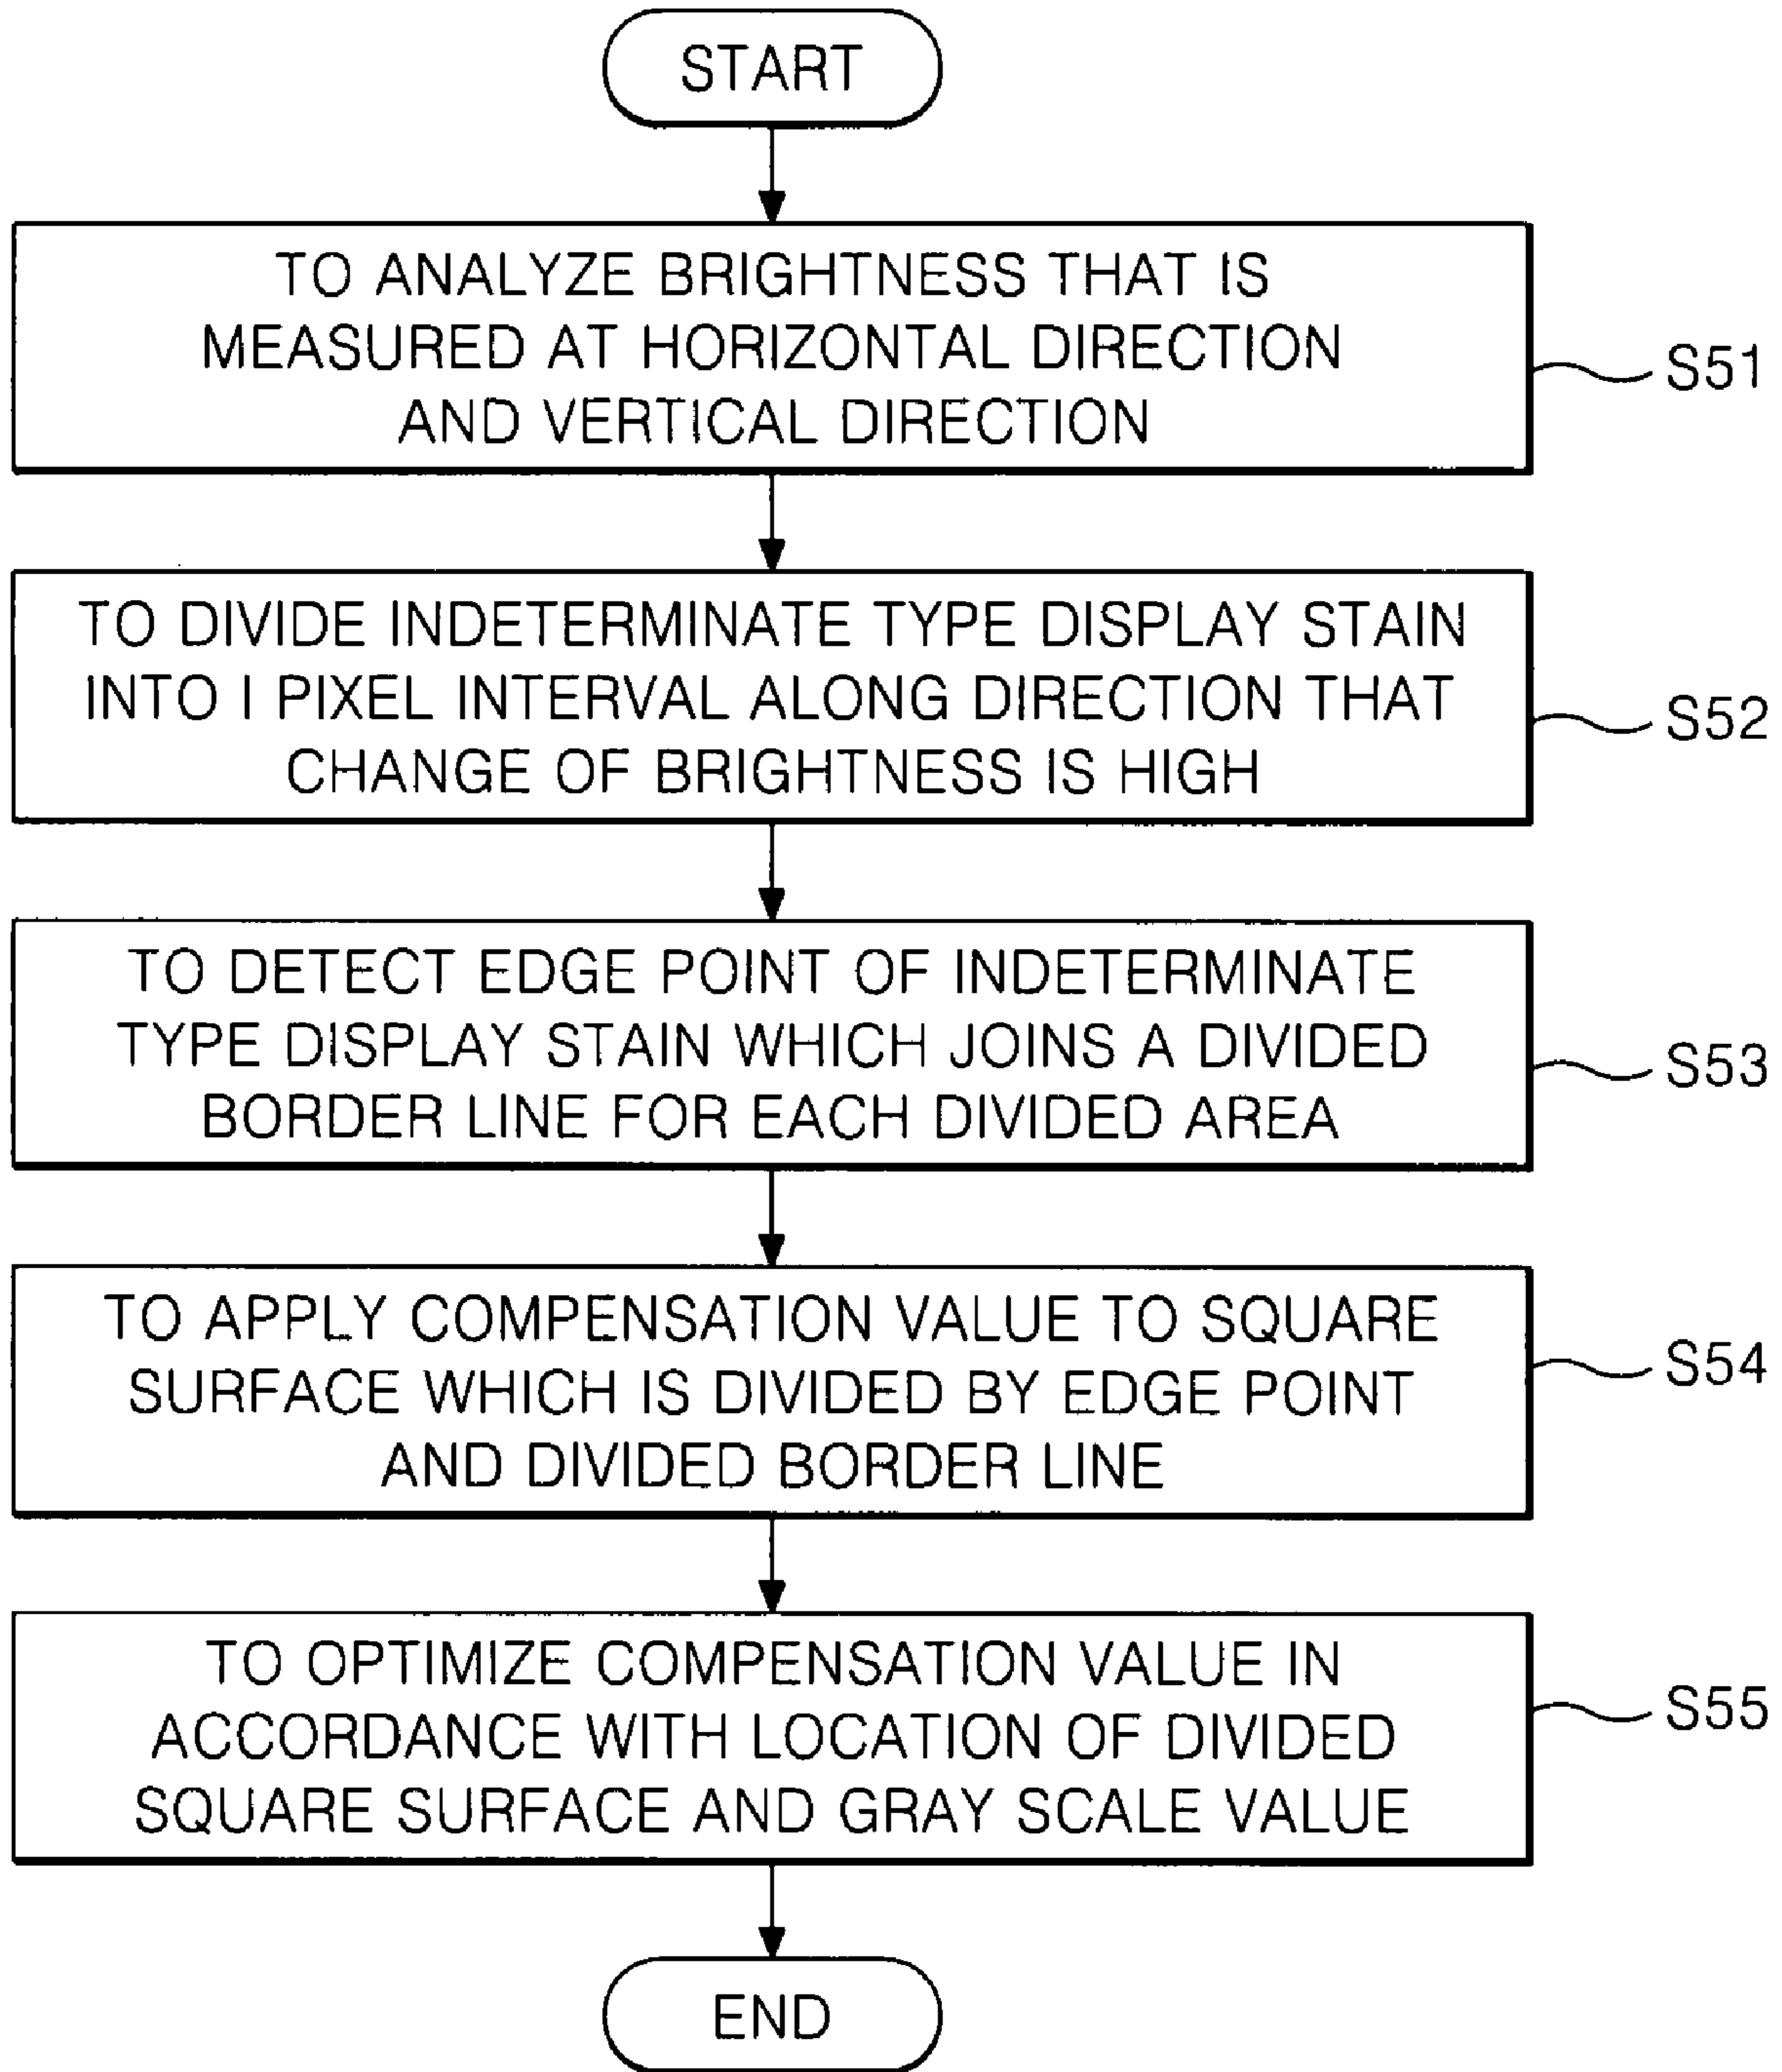 START
TO ANALYZE BRIGHTNESS THAT IS
MEASURED AT HORIZONTAL DIRECTION
AND VERTICAL DIRECTION
S51
TO DIVIDE INDETERMINATE TYPE DISPLAY STAIN
INTO I PIXEL INTERVAL ALONG DIRECTION THAT
CHANGE OF BRIGHTNESS IS HIGH
S52
TO DETECT EDGE POINT OF INDETERMINATE
TYPE DISPLAY STAIN WHICH JOINS A DIVIDED
BORDER LINE FOR EACH DIVIDED AREA
S53
TO APPLY COMPENSATION VALUE TO SQUARE
SURFACE WHICH IS DIVIDED BY EDGE POINT
AND DIVIDED BORDER LINE
S54
TO OPTIMIZE COMPENSATION VALUE IN
ACCORDANCE WITH LOCATION OF DIVIDED
SQUARE SURFACE AND GRAY SCALE VALUE
S55
END